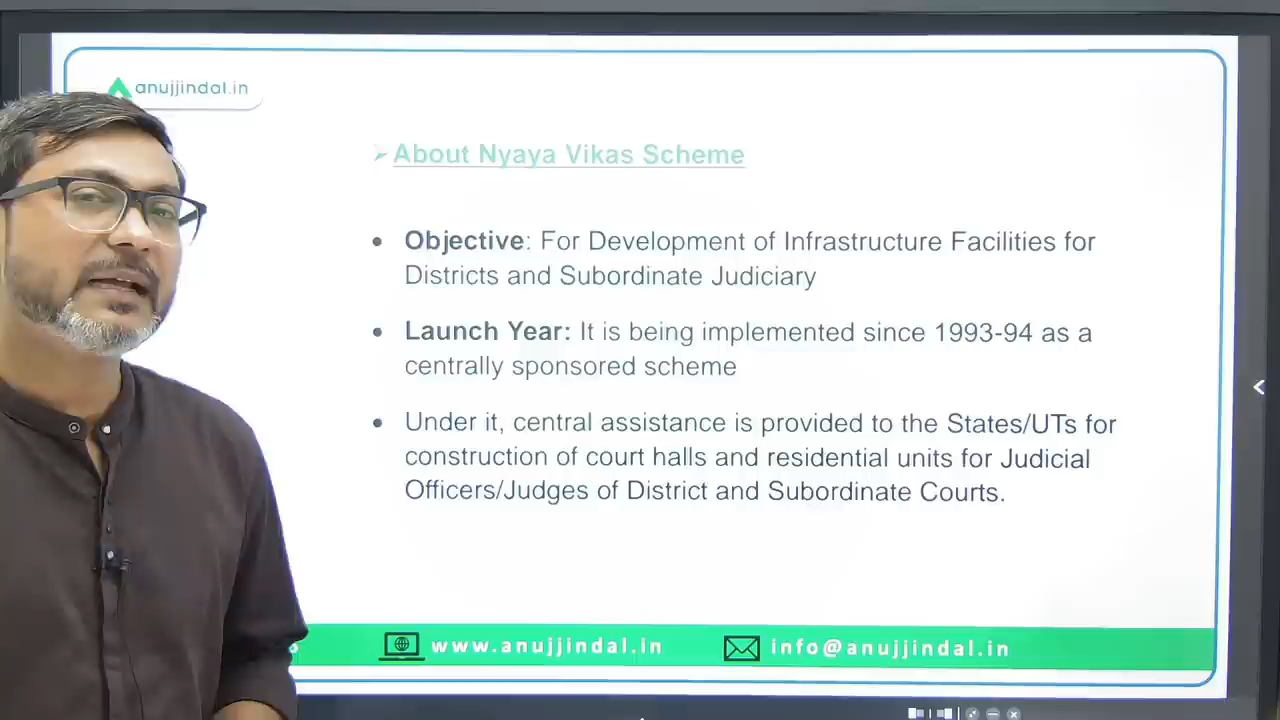 anujjindal.in
➢ About Nyaya Vikas Scheme
• Objective: For Development of Infrastructure Facilities for
Districts and Subordinate Judiciary
• Launch Year: It is being implemented since 1993-94 as a
centrally sponsored scheme
• Under it, central assistance is provided to the States/UTs for
construction of court halls and residential units for Judicial
Officers/Judges of District and Subordinate Courts.
www.anujjindal.in
info@anujjindal.in